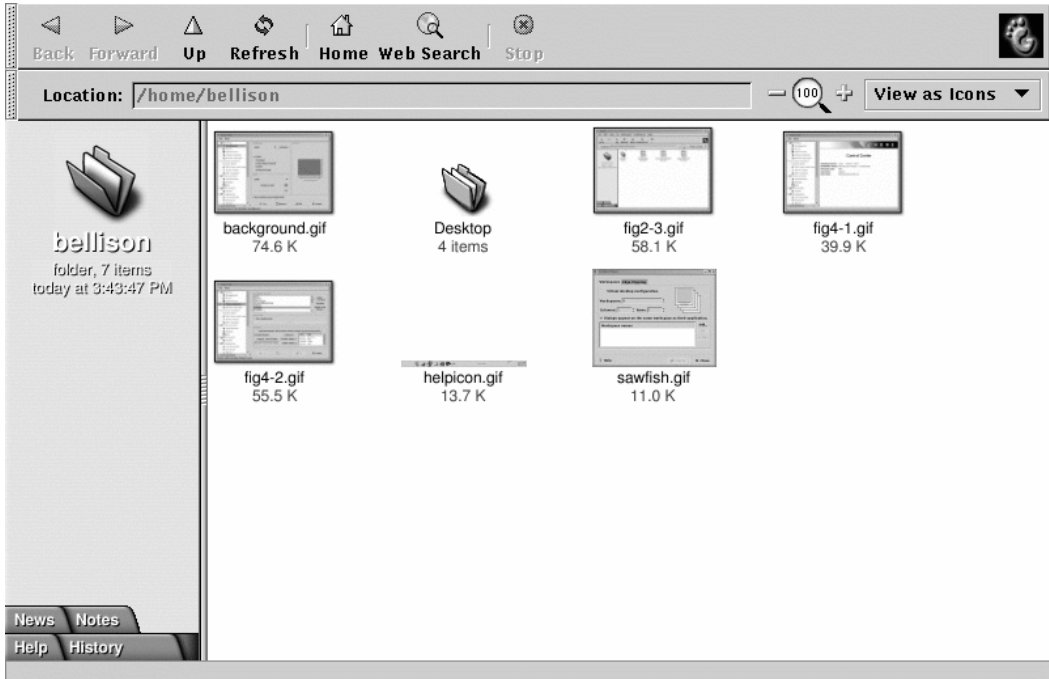 Back Forward Up Refresh Home Web Search Stop
Location: /home/bellison 100 View as Icons
bellison
folder, 7 items
today at 3:43:47 PM
background.gif
74.6 K
Desktop
4 items
fig2-3.gif
58.1 K
fig4-1.gif
39.9 K
fig4-2.gif
55.5 K
helpicon.gif
13.7 K
sawfish.gif
11.0 K
News Notes
Help History